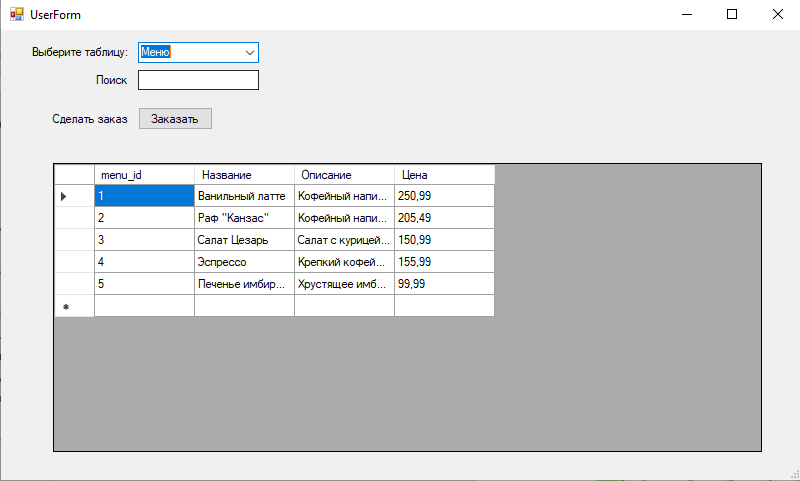 UserForm
Выберите таблицу: Меню
Поиск
Сделать заказ Заказать
menu_id Название Описание Цена
1 Ванильный латте Кофейный напи... 250,99
2 Раф "Канзас" Кофейный напи... 205,49
3 Салат Цезарь Салат с курицей... 150,99
4 Эспрессо Крепкий кофей... 155,99
5 Печенье имбир... Хрустящее имб... 99,99